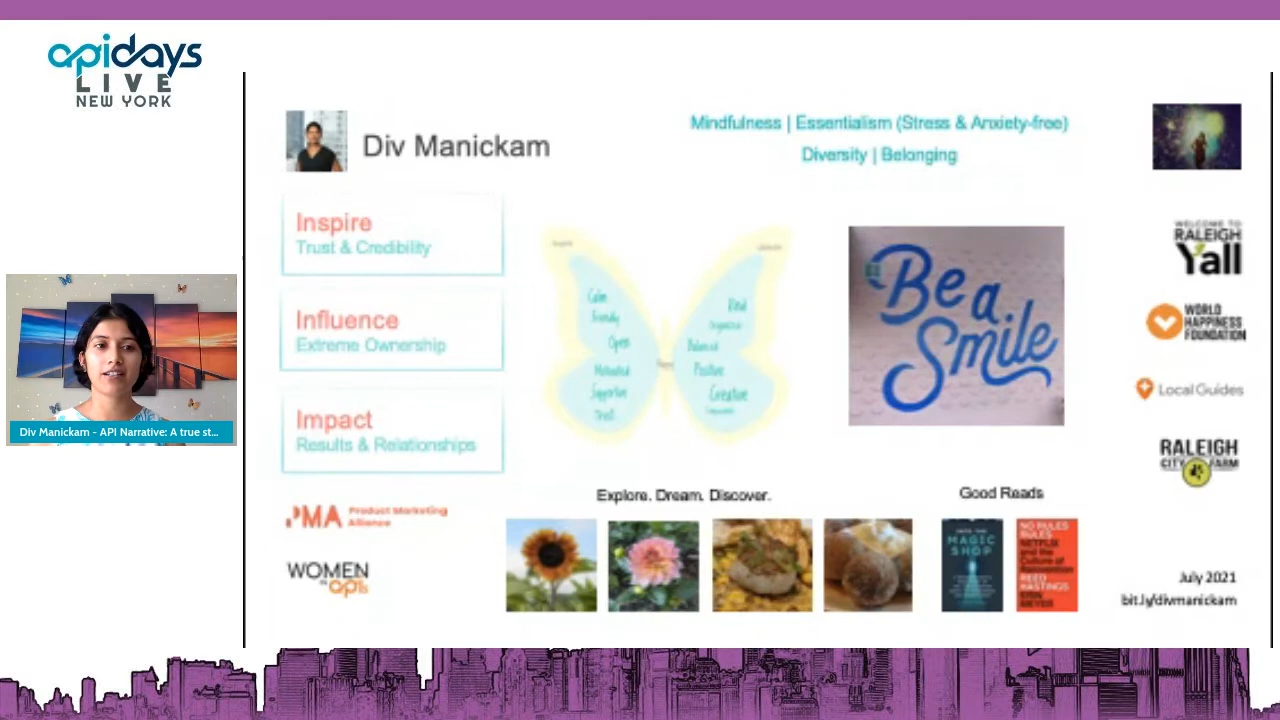 apidays
LIVE
NEW YORK
Div Manickam
Mindfulness | Essentialism (Stress & Anxiety-free)
Diversity | Belonging
Inspire
Trust & Credibility
Influence
Extreme Ownership
Impact
Results & Relationships
Calm
Friendly
Open
Motivated
Supportive
Trust
Kind
Organized
Balanced
Positive
Creative
Be a
Smile
WELCOME TO
RALEIGH
Y'all
WORLD
HAPPINESS
FOUNDATION
Local Guides
RALEIGH
CITY FARM
PMA Product Marketing
Alliance
WOMEN
IN apis
Explore. Dream. Discover.
Good Reads
INTO THE
MAGIC
SHOP
NO RULES
RULES
NETFLIX
and the
Culture of
Reinvention
REED
HASTINGS
ERIN
MEYER
July 2021
bit.ly/divmanickam
Div Manickam - API Narrative: A true st...